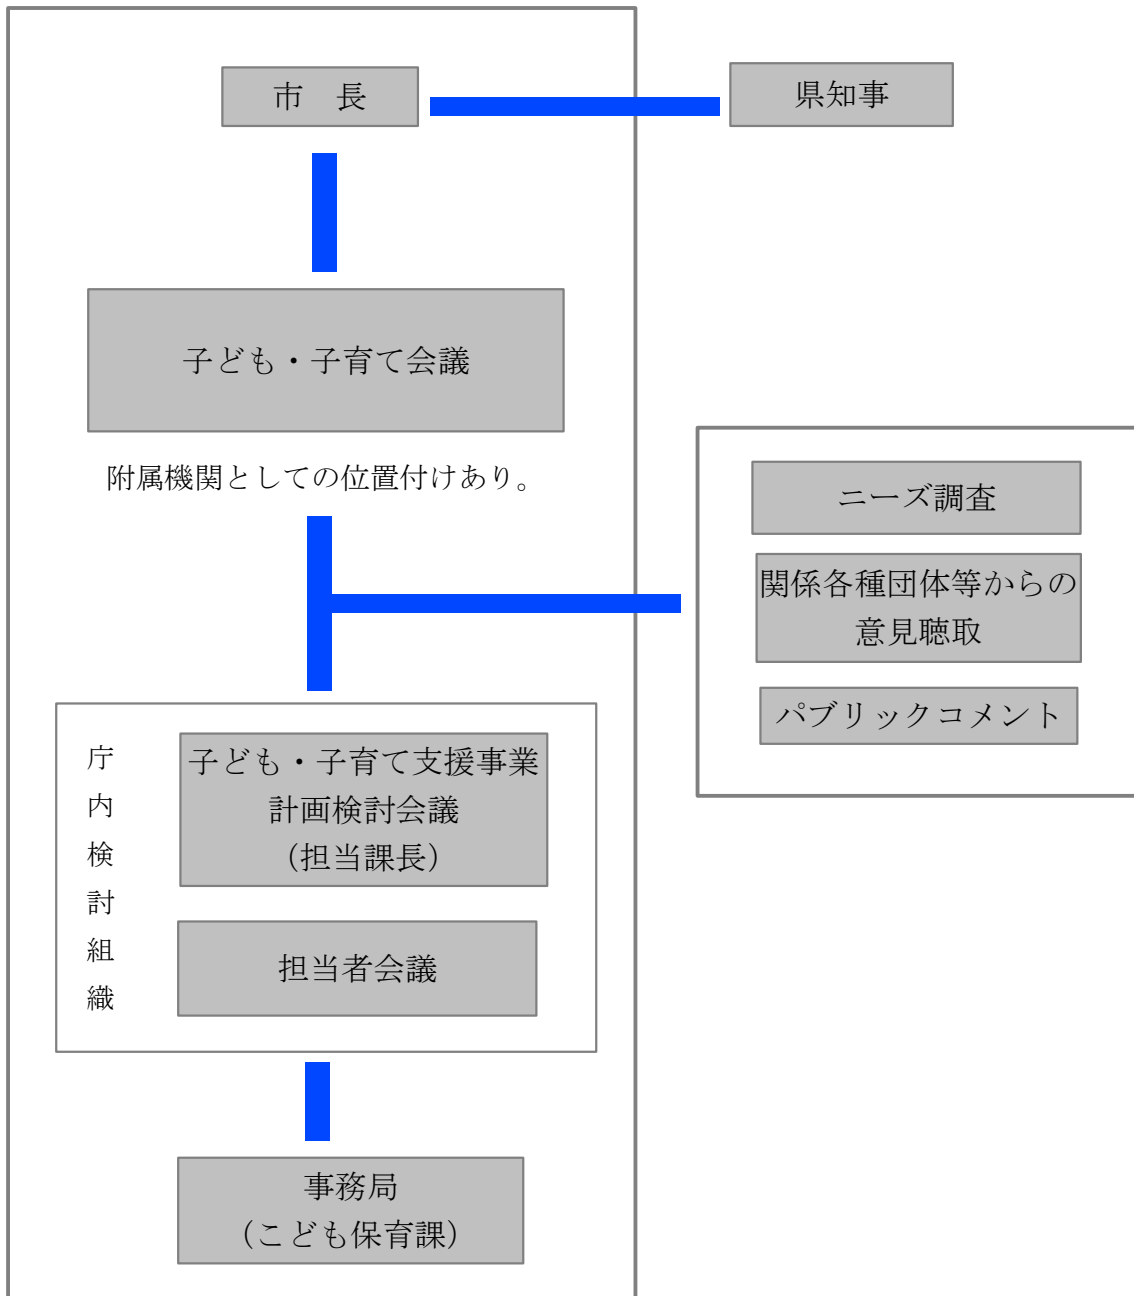 市　長
県知事
子ども・子育て会議
附属機関としての位置付けあり。
ニーズ調査
関係各種団体等からの
意見聴取
パブリックコメント
庁内検討組織
子ども・子育て支援事業
計画検討会議
（担当課長）
担当者会議
事務局
（こども保育課）